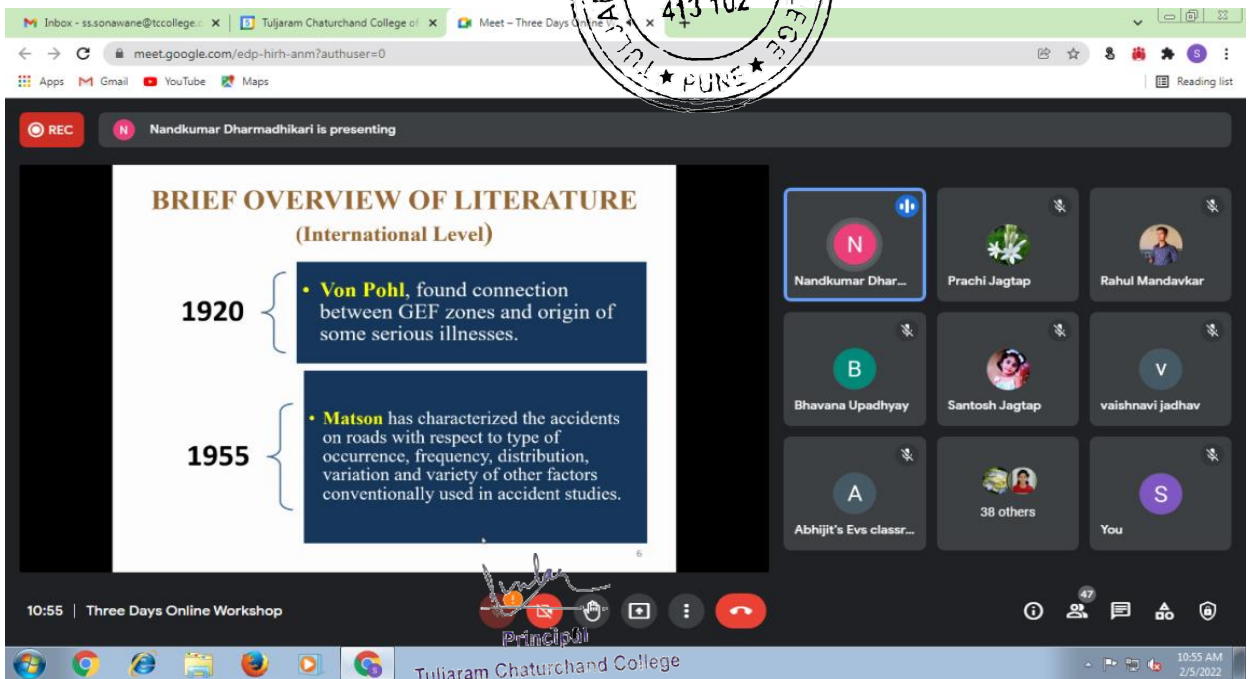 Inbox - ss.sonawane@tccollege.c
Tuljaram Chaturchand College of
Meet – Three Days Online W
413 102
meet.google.com/edp-hirh-anm?authuser=0
S
Apps Gmail YouTube Maps Reading list
PUNE
REC
N Nandkumar Dharmadhikari is presenting
BRIEF OVERVIEW OF LITERATURE
(International Level)
1920
• Von Pohl, found connection
between GEF zones and origin of
some serious illnesses.
1955
• Matson has characterized the accidents
on roads with respect to type of
occurrence, frequency, distribution,
variation and variety of other factors
conventionally used in accident studies.
6
N
Nandkumar Dhar...
Prachi Jagtap
Rahul Mandavkar
B
Bhavana Upadhyay
Santosh Jagtap
v
vaishnavi jadhav
A
Abhijit's Evs classr...
38 others
S
You
10:55 | Three Days Online Workshop
47
Principal
Tuljaram Chaturchand College
10:55 AM
2/5/2022